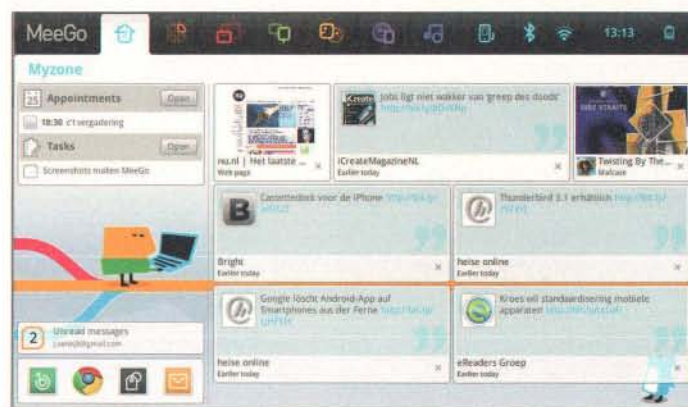 MeeGo
13:13
Myzone
25 Appointments Open
18:30 c't vergadering
Tasks Open
Screenshots maken MeeGo
2 Unread messages
nu.nl | Het laatste ...
Web page
iCreate Jobs ligt niet wakker van 'greep des doods'
iCreateMagazineNL
Earlier today
DIRE STRAITS
Twisting By The...
B Cassettedeck voor de iPhone
Bright
Earlier today
h Thunderbird 3.1 erhältlich
heise online
Earlier today
h Google löscht Android-App auf
Smartphones aus der Ferne
heise online
Earlier today
Kroes wil standaardisering mobiele
apparaten
eReaders Groep
Earlier today